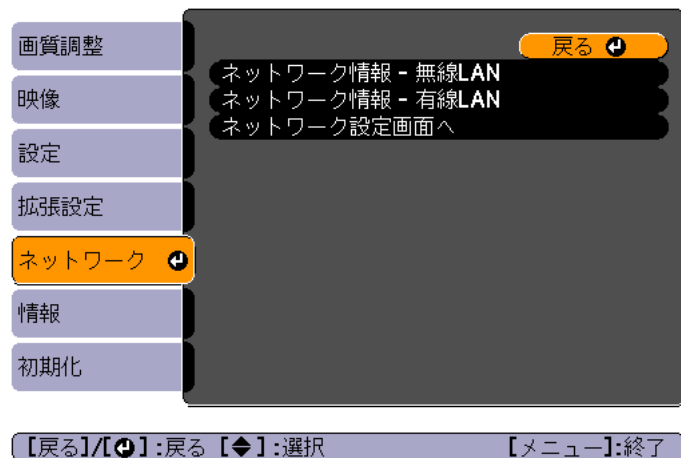 画質調整
映像
設定
拡張設定
ネットワーク
情報
初期化
戻る
ネットワーク情報 - 無線LAN
ネットワーク情報 - 有線LAN
ネットワーク設定画面へ
【戻る】/【⏎】:戻る 【◆】:選択 【メニュー】:終了